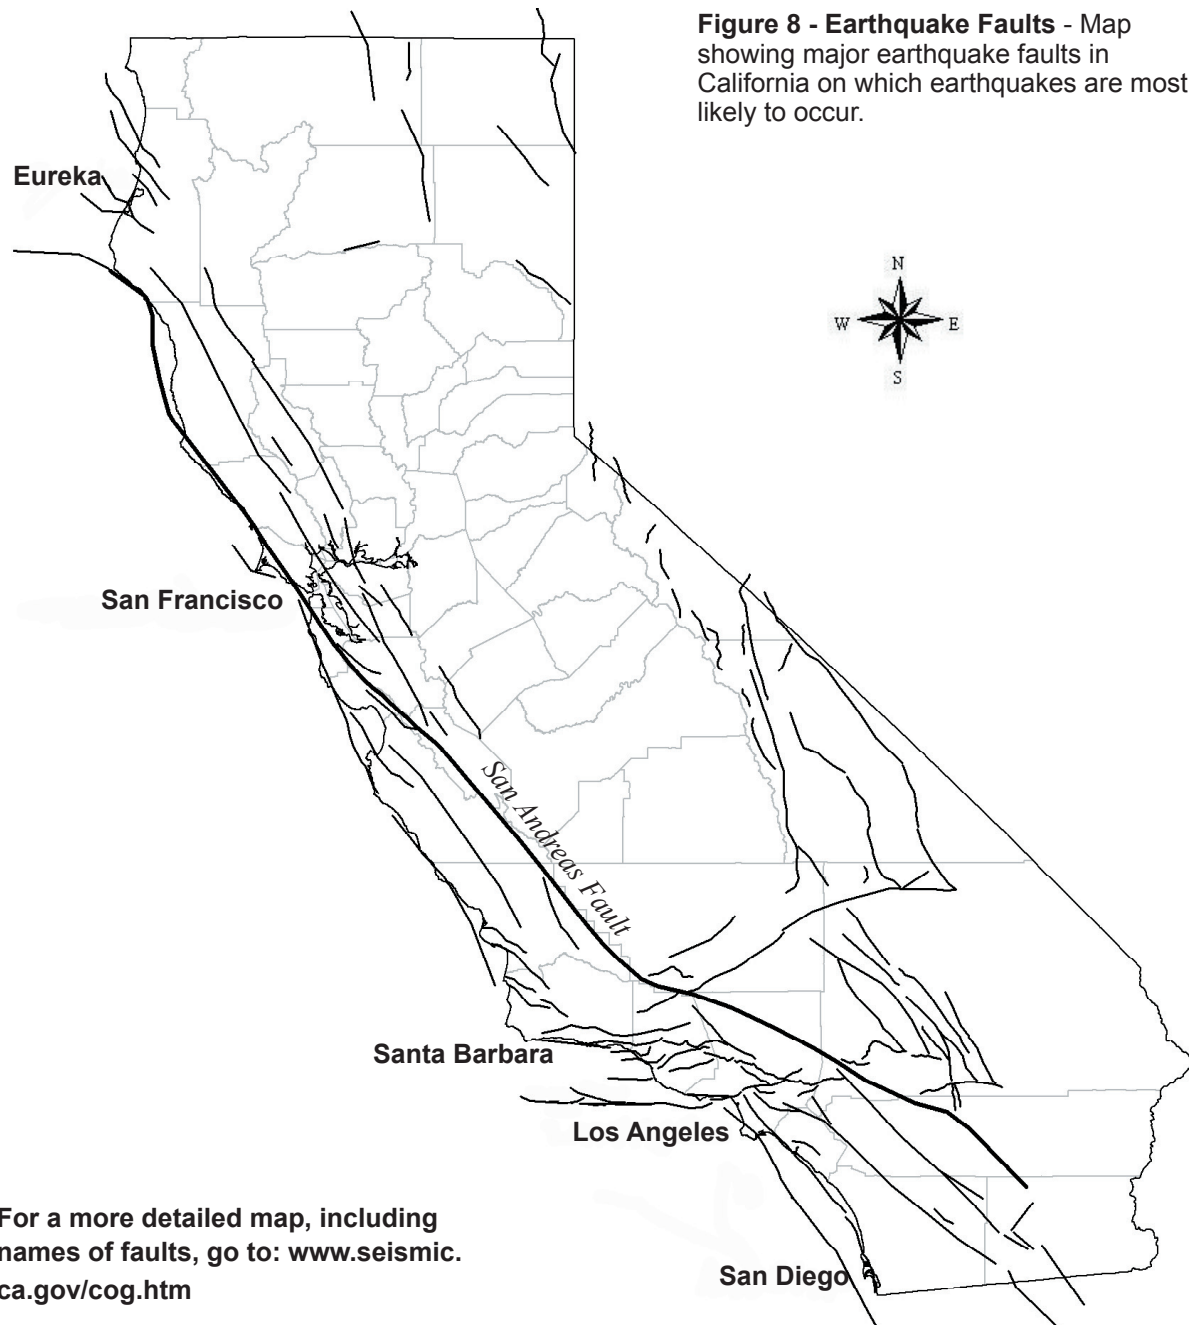 Figure 8 - Earthquake Faults - Map
showing major earthquake faults in
California on which earthquakes are most
likely to occur.
Eureka
N
W
E
S
San Francisco
San Andreas Fault
Santa Barbara
Los Angeles
For a more detailed map, including
names of faults, go to: www.seismic.
ca.gov/cog.htm
San Diego